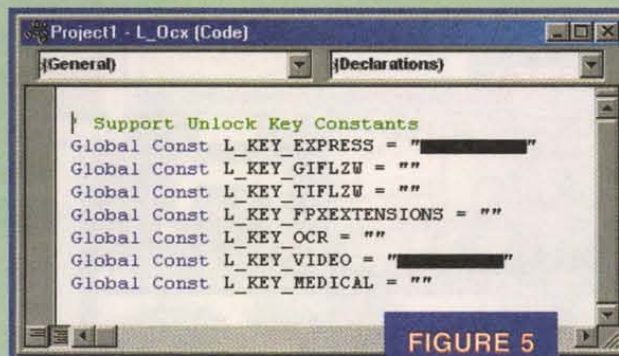 Project1 - L_Ocx (Code)
(General) (Declarations)
' Support Unlock Key Constants
Global Const L_KEY_EXPRESS = ""
Global Const L_KEY_GIFLZW = ""
Global Const L_KEY_TIFLZW = ""
Global Const L_KEY_FPXEXTENSIONS = ""
Global Const L_KEY_OCR = ""
Global Const L_KEY_VIDEO = ""
Global Const L_KEY_MEDICAL = ""
FIGURE 5